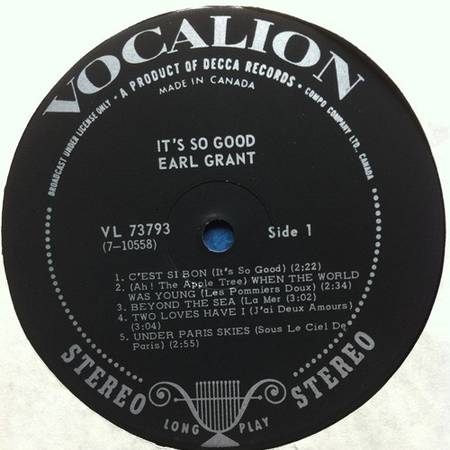 VOCALION
• A PRODUCT OF DECCA RECORDS •
BROADCAST UNDER LICENSE ONLY • MADE IN CANADA • COMPO COMPANY LTD. CANADA
IT'S SO GOOD
EARL GRANT
VL 73793 Side 1
(7-10558)
1. C'EST SI BON (It's So Good) (2:22)
2. (Ah! The Apple Tree) WHEN THE WORLD
WAS YOUNG (Les Pommiers Doux) (2:34)
3. BEYOND THE SEA (La Mer) (3:02)
4. TWO LOVES HAVE I (J'ai Deux Amours)
(3:04)
5. UNDER PARIS SKIES (Sous Le Ciel De
Paris) (2:55)
STEREO LONG PLAY STEREO